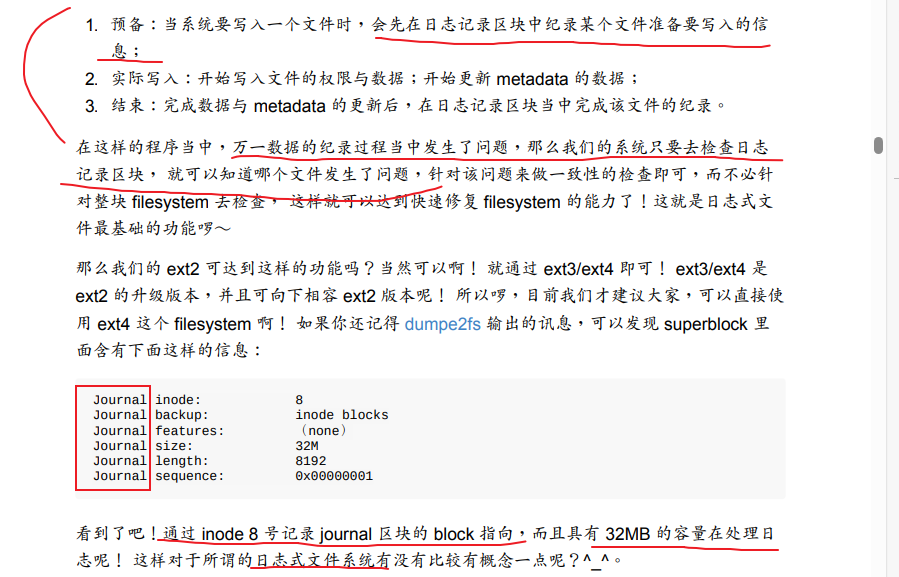 1. 预备：当系统要写入一个文件时，会先在日志记录区块中纪录某个文件准备要写入的信
息；
2. 实际写入：开始写入文件的权限与数据；开始更新 metadata 的数据；
3. 结束：完成数据与 metadata 的更新后，在日志记录区块当中完成该文件的纪录。
在这样的程序当中，万一数据的纪录过程当中发生了问题，那么我们的系统只要去检查日志
记录区块， 就可以知道哪个文件发生了问题，针对该问题来做一致性的检查即可，而不必针
对整块 filesystem 去检查， 这样就可以达到快速修复 filesystem 的能力了！这就是日志式文
件最基础的功能啰～
那么我们的 ext2 可达到这样的功能吗？当然可以啊！ 就通过 ext3/ext4 即可！ ext3/ext4 是
ext2 的升级版本，并且可向下相容 ext2 版本呢！ 所以啰，目前我们才建议大家，可以直接使
用 ext4 这个 filesystem 啊！ 如果你还记得 dumpe2fs 输出的讯息，可以发现 superblock 里
面含有下面这样的信息：
Journal inode: 8
Journal backup: inode blocks
Journal features: （none）
Journal size: 32M
Journal length: 8192
Journal sequence: 0x00000001
看到了吧！通过 inode 8 号记录 journal 区块的 block 指向，而且具有 32MB 的容量在处理日
志呢！ 这样对于所谓的日志式文件系统有没有比较有概念一点呢？^_^。